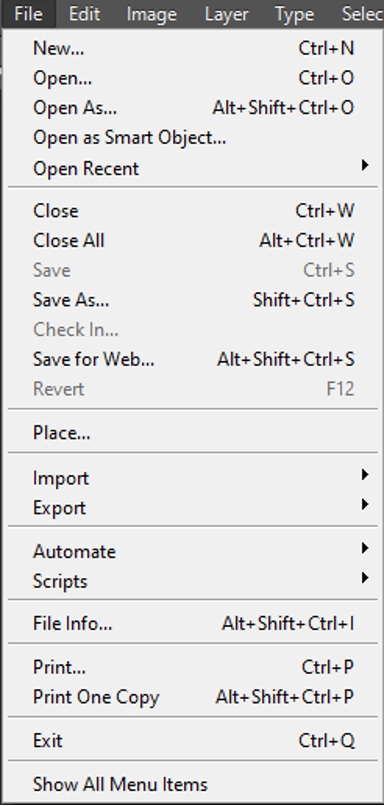 File Edit Image Layer Type Selec
New... Ctrl+N
Open... Ctrl+O
Open As... Alt+Shift+Ctrl+O
Open as Smart Object...
Open Recent
Close Ctrl+W
Close All Alt+Ctrl+W
Save Ctrl+S
Save As... Shift+Ctrl+S
Check In...
Save for Web... Alt+Shift+Ctrl+S
Revert F12
Place...
Import
Export
Automate
Scripts
File Info... Alt+Shift+Ctrl+I
Print... Ctrl+P
Print One Copy Alt+Shift+Ctrl+P
Exit Ctrl+Q
Show All Menu Items